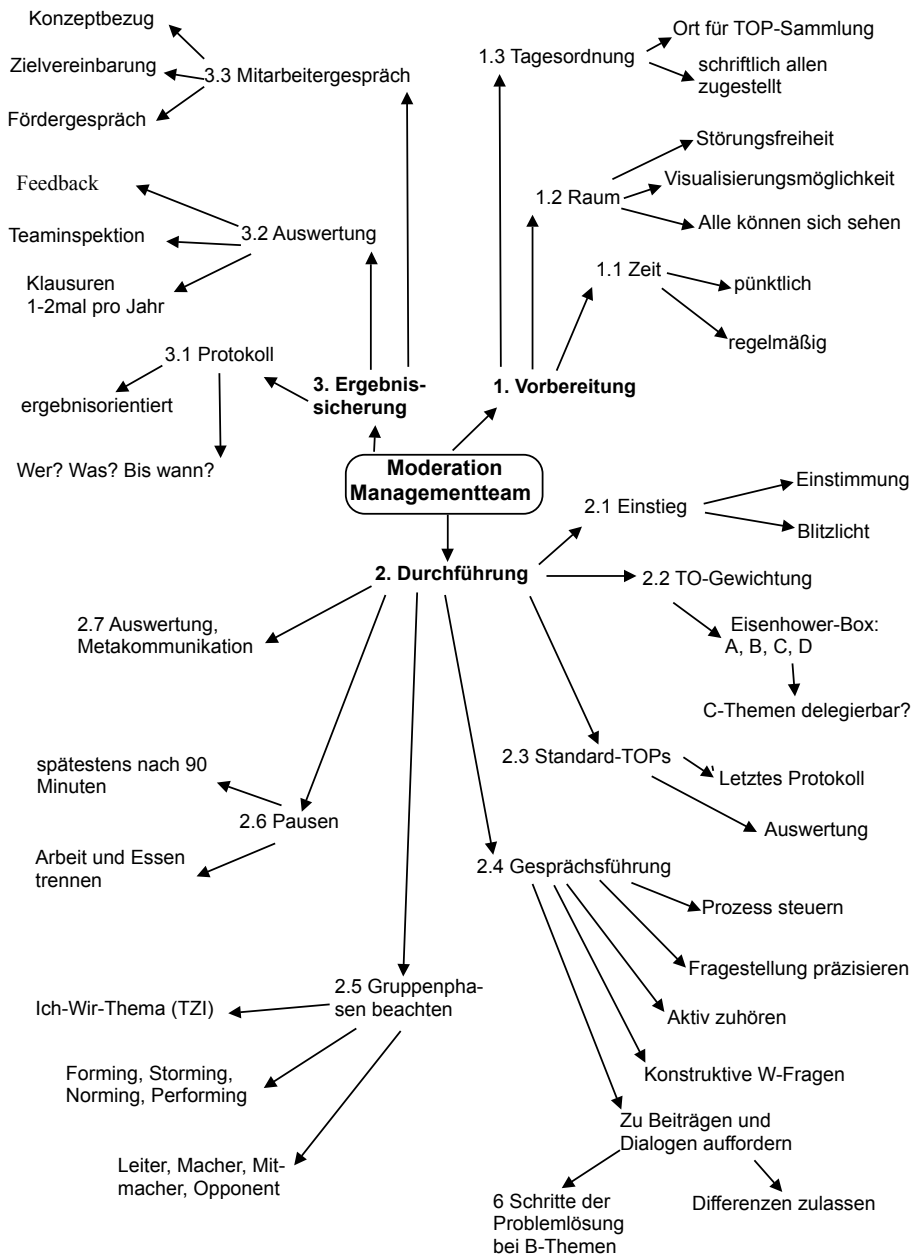 Konzeptbezug
Zielvereinbarung
3.3 Mitarbeitergespräch
Fördergespräch
Feedback
3.2 Auswertung
Teaminspektion
Klausuren
1-2mal pro Jahr
3.1 Protokoll
ergebnisorientiert
Wer? Was? Bis wann?
3. Ergebnis-
sicherung
1.3 Tagesordnung
Ort für TOP-Sammlung
schriftlich allen
zugestellt
Störungsfreiheit
1.2 Raum
Visualisierungsmöglichkeit
Alle können sich sehen
1.1 Zeit
pünktlich
regelmäßig
1. Vorbereitung
Moderation
Managementteam
2. Durchführung
2.1 Einstieg
Einstimmung
Blitzlicht
2.2 TO-Gewichtung
Eisenhower-Box:
A, B, C, D
C-Themen delegierbar?
2.3 Standard-TOPs
' Letztes Protokoll
Auswertung
2.4 Gesprächsführung
Prozess steuern
Fragestellung präzisieren
Aktiv zuhören
Konstruktive W-Fragen
Zu Beiträgen und
Dialogen auffordern
6 Schritte der
Problemlösung
bei B-Themen
Differenzen zulassen
2.5 Gruppenpha-
sen beachten
Ich-Wir-Thema (TZI)
Forming, Storming,
Norming, Performing
Leiter, Macher, Mit-
macher, Opponent
2.6 Pausen
spätestens nach 90
Minuten
Arbeit und Essen
trennen
2.7 Auswertung,
Metakommunikation